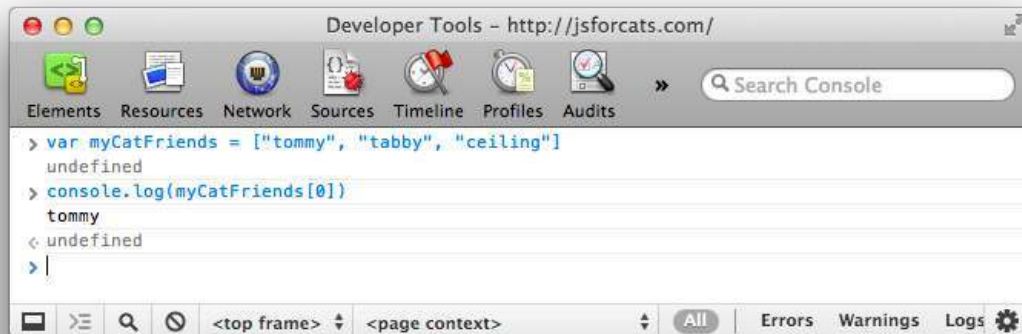 Developer Tools – http://jsforcats.com/
Elements Resources Network Sources Timeline Profiles Audits » Search Console
> var myCatFriends = ["tommy", "tabby", "ceiling"]
undefined
> console.log(myCatFriends[0])
tommy
< undefined
>
<top frame> <page context> All Errors Warnings Logs